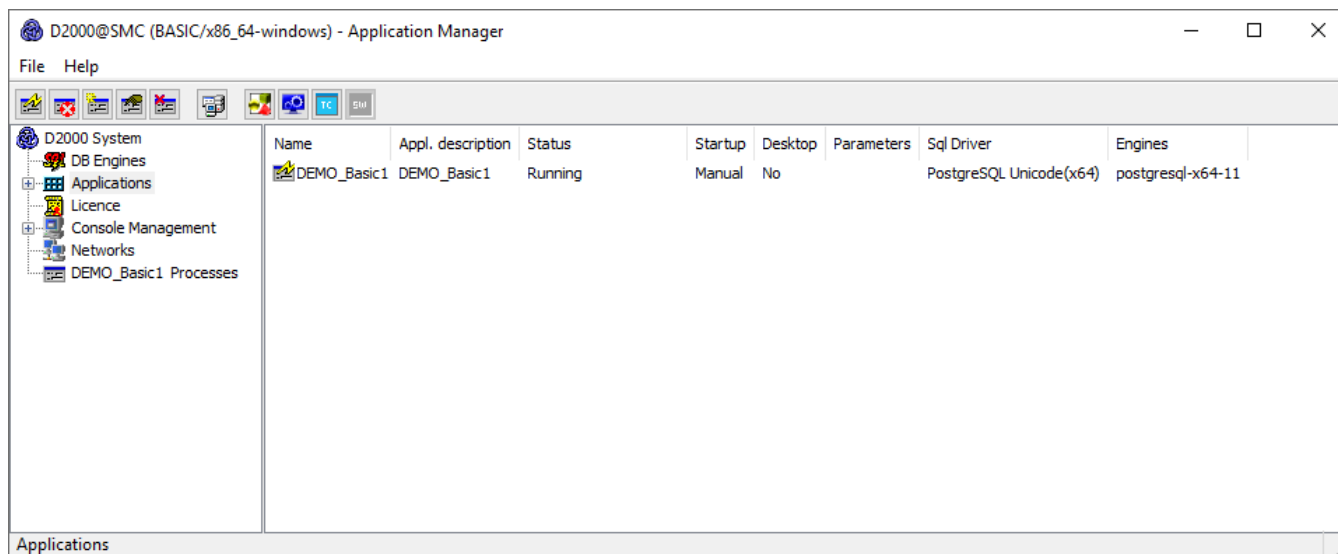 D2000@SMC (BASIC/x86_64-windows) - Application Manager
File Help
TC SW
D2000 System
DB Engines
Applications
Licence
Console Management
Networks
DEMO_Basic1 Processes
Name Appl. description Status Startup Desktop Parameters Sql Driver Engines
DEMO_Basic1 DEMO_Basic1 Running Manual No PostgreSQL Unicode(x64) postgresql-x64-11
Applications